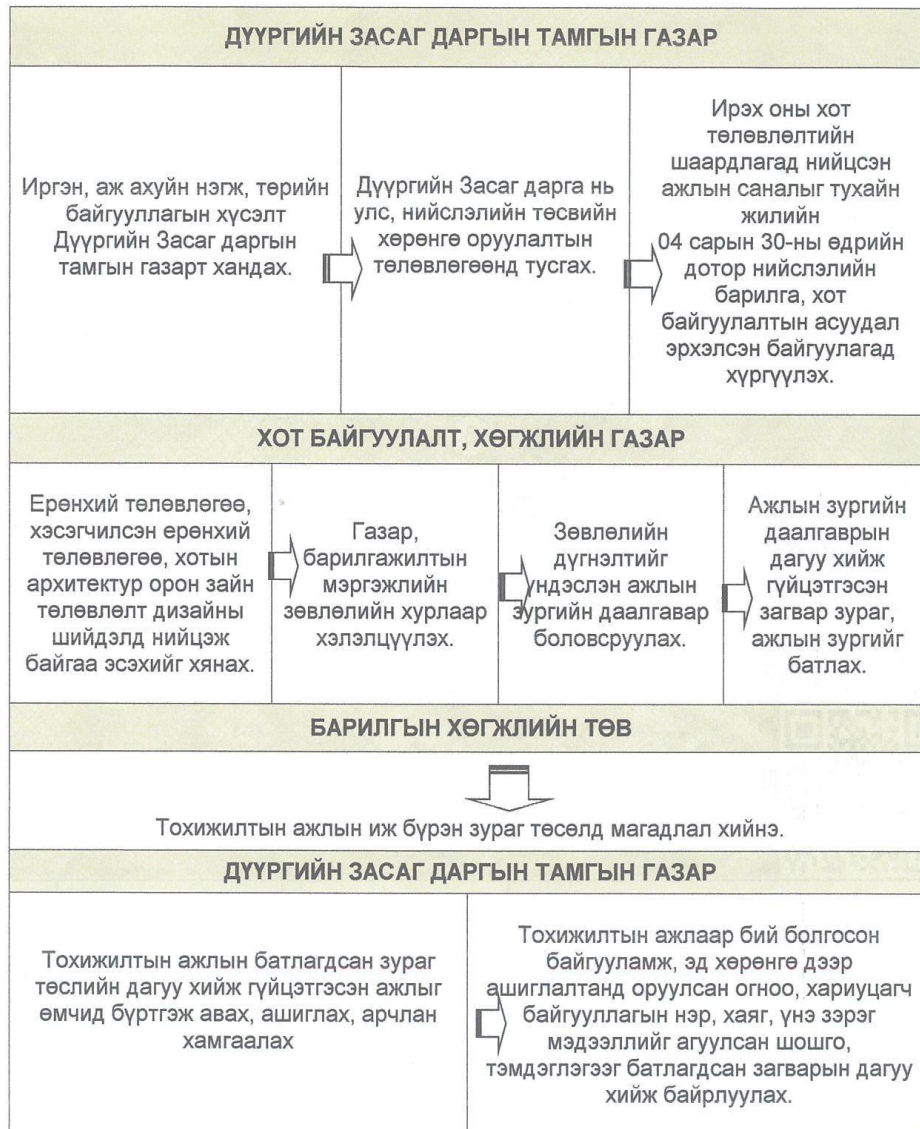 ДҮҮРГИЙН ЗАСАГ ДАРГЫН ТАМГЫН ГАЗАР
Иргэн, аж ахуйн нэгж, төрийн
байгууллагын хүсэлт
Дүүргийн Засаг даргын
тамгын газарт хандах.
Дүүргийн Засаг дарга нь
улс, нийслэлийн төсвийн
хөрөнгө оруулалтын
төлөвлөгөөнд тусгах.
Ирэх оны хот
төлөвлөлтийн
шаардлагад нийцсэн
ажлын саналыг тухайн
жилийн
04 сарын 30-ны өдрийн
дотор нийслэлийн
барилга, хот
байгуулалтын асуудал
эрхэлсэн байгуулагад
хүргүүлэх.
ХОТ БАЙГУУЛАЛТ, ХӨГЖЛИЙН ГАЗАР
Ерөнхий төлөвлөгөө,
хэсэгчилсэн ерөнхий
төлөвлөгөө, хотын
архитектур орон зайн
төлөвлөлт дизайны
шийдэлд нийцэж
байгаа эсэхийг хянах.
Газар,
барилгажилтын
мэргэжлийн
зөвлөлийн хурлаар
хэлэлцүүлэх.
Зөвлөлийн
дүгнэлтийг
үндэслэн ажлын
зургийн даалгавар
боловсруулах.
Ажлын зургийн
даалгаврын
дагуу хийж
гүйцэтгэсэн
загвар зураг,
ажлын зургийг
батлах.
БАРИЛГЫН ХӨГЖЛИЙН ТӨВ
Тохижилтын ажлын иж бүрэн зураг төсөлд магадлал хийнэ.
ДҮҮРГИЙН ЗАСАГ ДАРГЫН ТАМГЫН ГАЗАР
Тохижилтын ажлын батлагдсан зураг
төслийн дагуу хийж гүйцэтгэсэн ажлыг
өмчид бүртгэж авах, ашиглах, арчлан
хамгаалах
Тохижилтын ажлаар бий болгосон
байгууламж, эд хөрөнгө дээр
ашиглалтанд оруулсан огноо, хариуцагч
байгууллагын нэр, хаяг, үнэ зэрэг
мэдээллийг агуулсан шошго,
тэмдэглэгээг батлагдсан загварын дагуу
хийж байрлуулах.